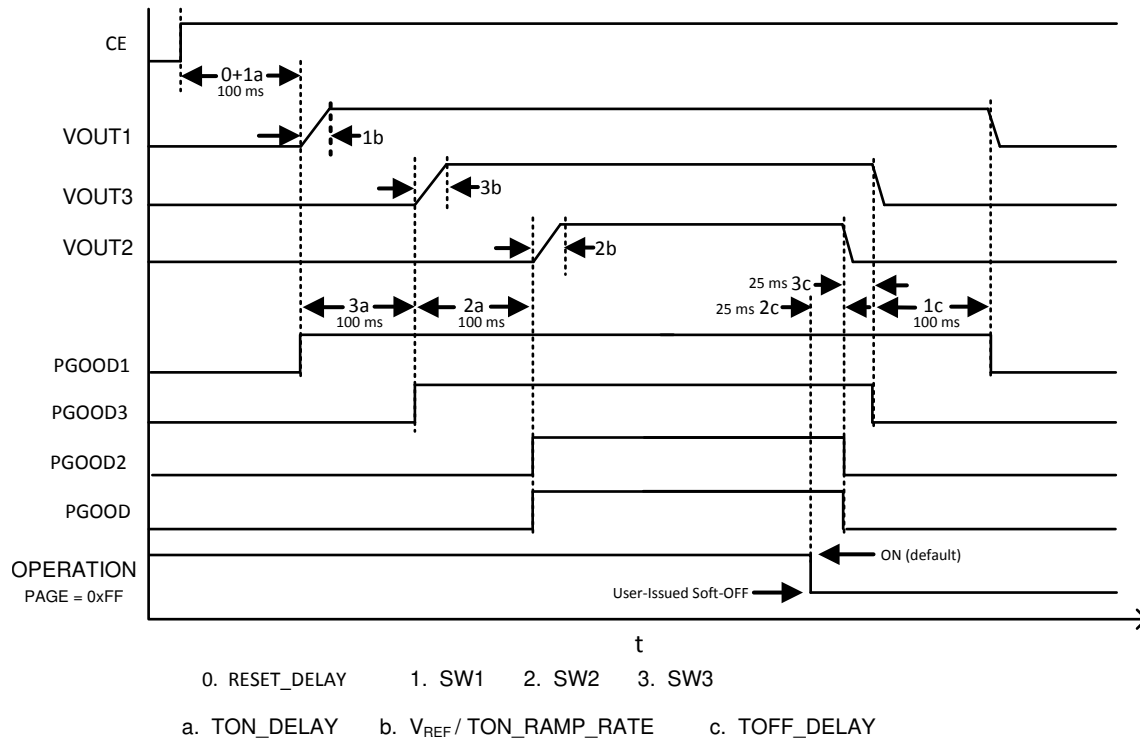 CE
0+1a
100 ms
VOUT1
1b
VOUT3
3b
VOUT2
2b
25 ms 3c
3a
100 ms
2a
100 ms
25 ms 2c
1c
100 ms
PGOOD1
PGOOD3
PGOOD2
PGOOD
OPERATION
PAGE = 0xFF
ON (default)
User-Issued Soft-OFF
t
0. RESET_DELAY 1. SW1 2. SW2 3. SW3
a. TON_DELAY b. VREF / TON_RAMP_RATE c. TOFF_DELAY